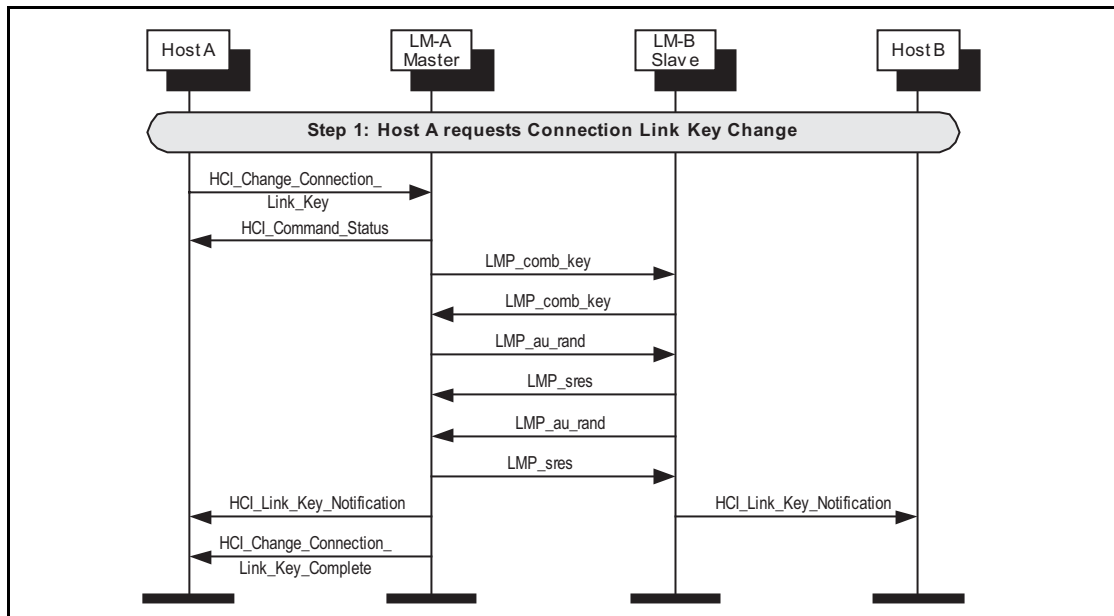 Host A
LM-A
Master
LM-B
Slave
Host B
Step 1: Host A requests Connection Link Key Change
HCI_Change_Connection_
Link_Key
HCI_Command_Status
LMP_comb_key
LMP_comb_key
LMP_au_rand
LMP_sres
LMP_au_rand
LMP_sres
HCI_Link_Key_Notification
HCI_Link_Key_Notification
HCI_Change_Connection_
Link_Key_Complete